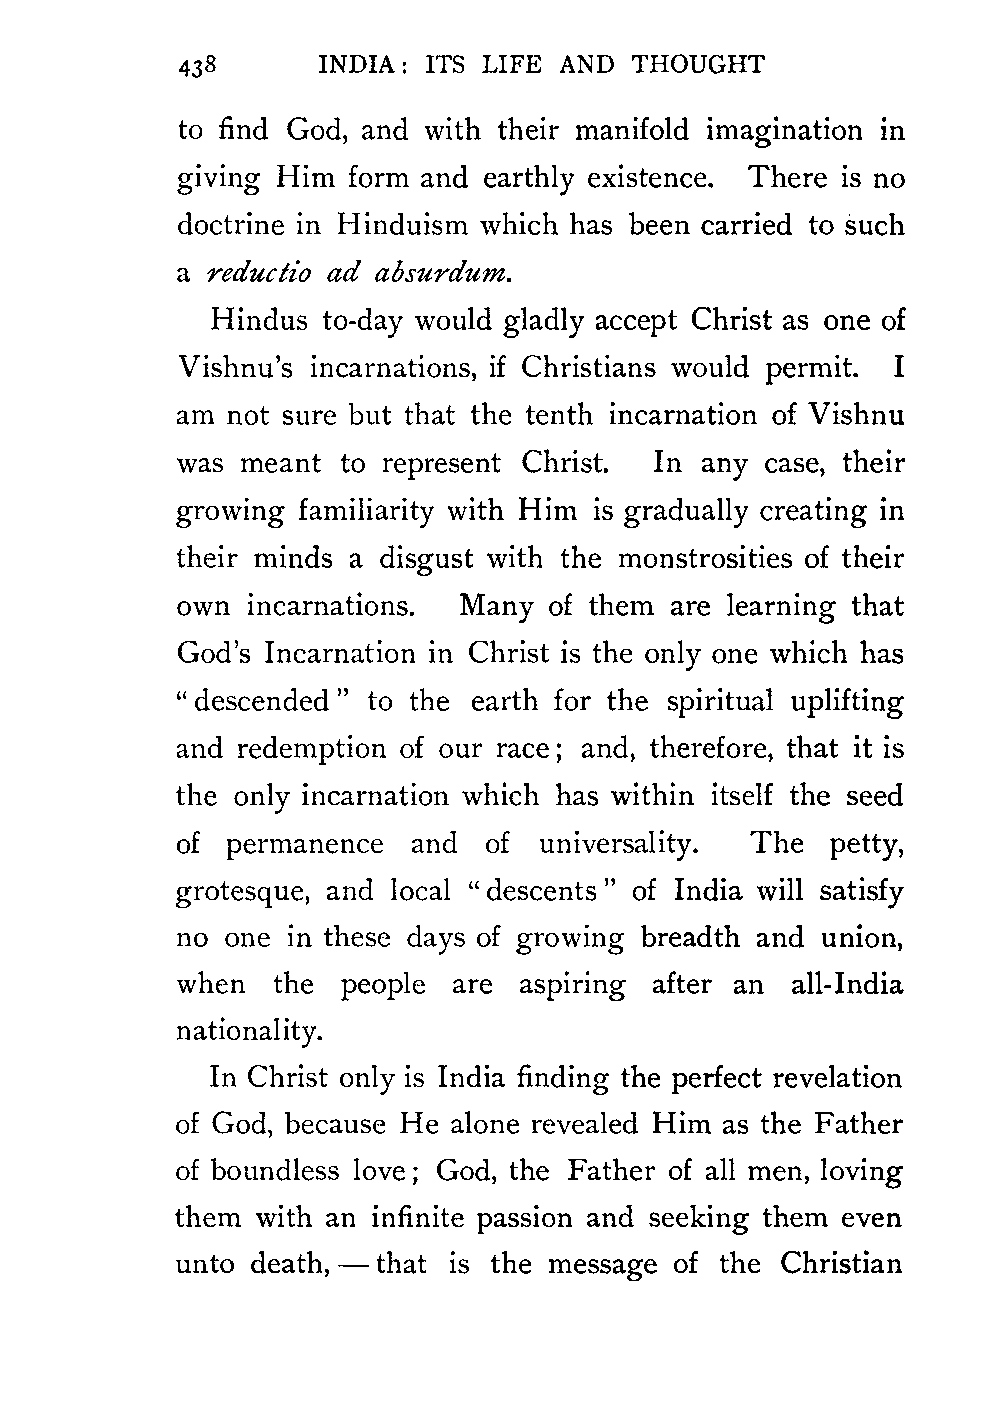 438 INDIA: ITS LIFE AND THOUGHT
to find God, and with their manifold imagination in
giving Him form and earthly existence. There is no
doctrine in Hinduism which has been carried to such
a reductio ad absurdum.
Hindus to-day would gladly accept Christ as one of
Vishnu's incarnations, if Christians would permit. I
am not sure but that the tenth incarnation of Vishnu
was meant to represent Christ. In any case, their
growing familiarity with Him is gradually creating in
their minds a disgust with the monstrosities of their
own incarnations. Many of them are learning that
God's Incarnation in Christ is the only one which has
“descended” to the earth for the spiritual uplifting
and redemption of our race; and, therefore, that it is
the only incarnation which has within itself the seed
of permanence and of universality. The petty,
grotesque, and local “descents” of India will satisfy
no one in these days of growing breadth and union,
when the people are aspiring after an all-India
nationality.
In Christ only is India finding the perfect revelation
of God, because He alone revealed Him as the Father
of boundless love; God, the Father of all men, loving
them with an infinite passion and seeking them even
unto death, — that is the message of the Christian